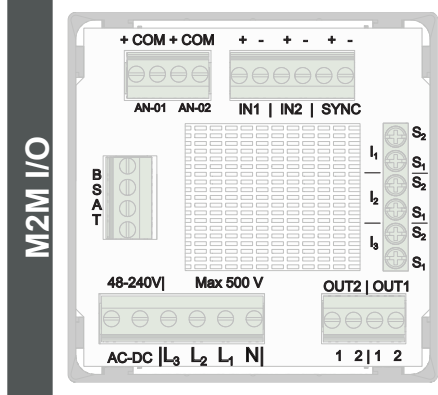 M2M I/O
+ COM + COM
+ - + - + -
AN-01 AN-02
IN1 | IN2 | SYNC
S2
I1
S1
S2
I2
S1
S2
I3
S1
B
S
A
T
48-240V| Max 500 V
OUT2 | OUT1
AC-DC |L3 L2 L1 N|
1 2 | 1 2